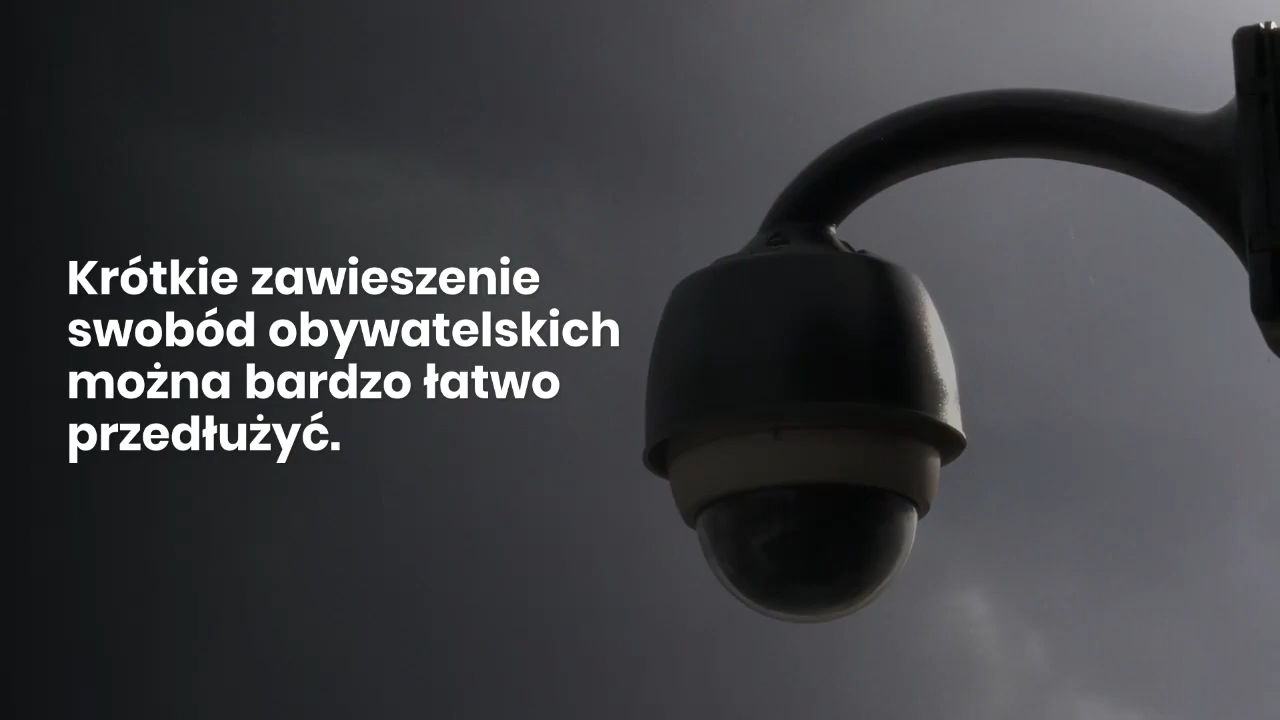 Krótkie zawieszenie
swobód obywatelskich
można bardzo łatwo
przedłużyć.